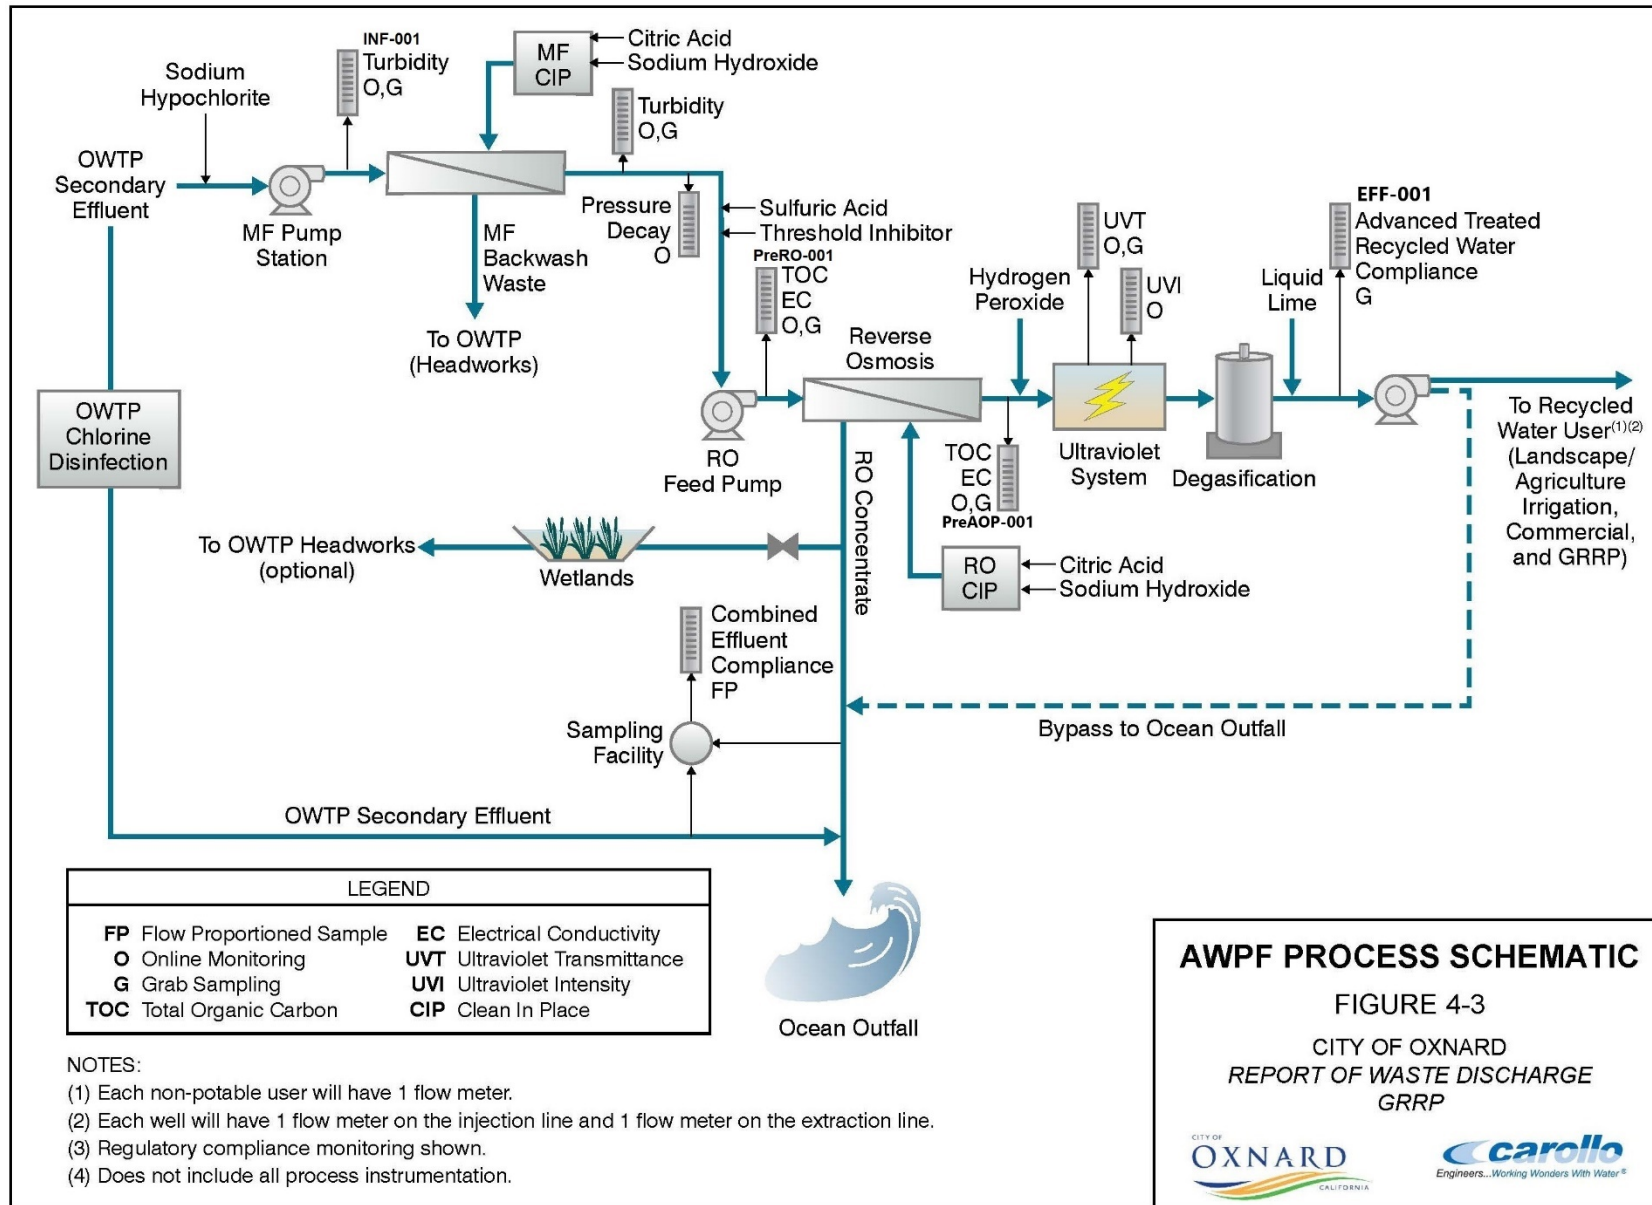 INF-001
Turbidity
O,G
Sodium
Hypochlorite
MF
CIP
Citric Acid
Sodium Hydroxide
Turbidity
O,G
OWTP
Secondary
Effluent
MF Pump
Station
MF
Backwash
Waste
To OWTP
(Headworks)
Pressure
Decay
O
Sulfuric Acid
Threshold Inhibitor
PreRO-001
TOC
EC
O,G
RO
Feed Pump
Reverse
Osmosis
Hydrogen
Peroxide
UVT
O,G
UVI
O
Ultraviolet
System
TOC
EC
O,G
PreAOP-001
Degasification
Liquid
Lime
EFF-001
Advanced Treated
Recycled Water
Compliance
G
To Recycled
Water User(1)(2)
(Landscape/
Agriculture
Irrigation,
Commercial,
and GRRP)
OWTP
Chlorine
Disinfection
RO Concentrate
To OWTP Headworks
(optional)
Wetlands
RO
CIP
Citric Acid
Sodium Hydroxide
Combined
Effluent
Compliance
FP
Sampling
Facility
Bypass to Ocean Outfall
OWTP Secondary Effluent
Ocean Outfall
LEGEND
FP Flow Proportioned Sample EC Electrical Conductivity
O Online Monitoring UVT Ultraviolet Transmittance
G Grab Sampling UVI Ultraviolet Intensity
TOC Total Organic Carbon CIP Clean In Place
NOTES:
(1) Each non-potable user will have 1 flow meter.
(2) Each well will have 1 flow meter on the injection line and 1 flow meter on the extraction line.
(3) Regulatory compliance monitoring shown.
(4) Does not include all process instrumentation.
AWPF PROCESS SCHEMATIC
FIGURE 4-3
CITY OF OXNARD
REPORT OF WASTE DISCHARGE
GRRP
CITY OF
OXNARD
CALIFORNIA
carollo
Engineers...Working Wonders With Water®